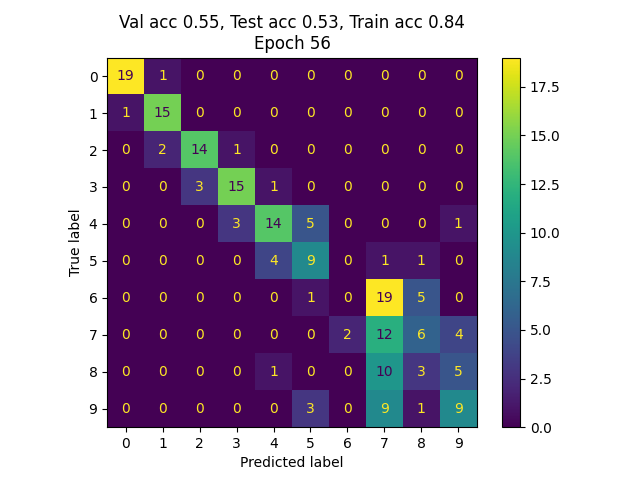 Val acc 0.55, Test acc 0.53, Train acc 0.84
Epoch 56
0 19 1 0 0 0 0 0 0 0 0
1 1 15 0 0 0 0 0 0 0 0
2 0 2 14 1 0 0 0 0 0 0
3 0 0 3 15 1 0 0 0 0 0
4 0 0 0 3 14 5 0 0 0 1
5 0 0 0 0 4 9 0 1 1 0
6 0 0 0 0 0 1 0 19 5 0
7 0 0 0 0 0 0 2 12 6 4
8 0 0 0 0 1 0 0 10 3 5
9 0 0 0 0 0 3 0 9 1 9
0 1 2 3 4 5 6 7 8 9
Predicted label
True label
17.5
15.0
12.5
10.0
7.5
5.0
2.5
0.0